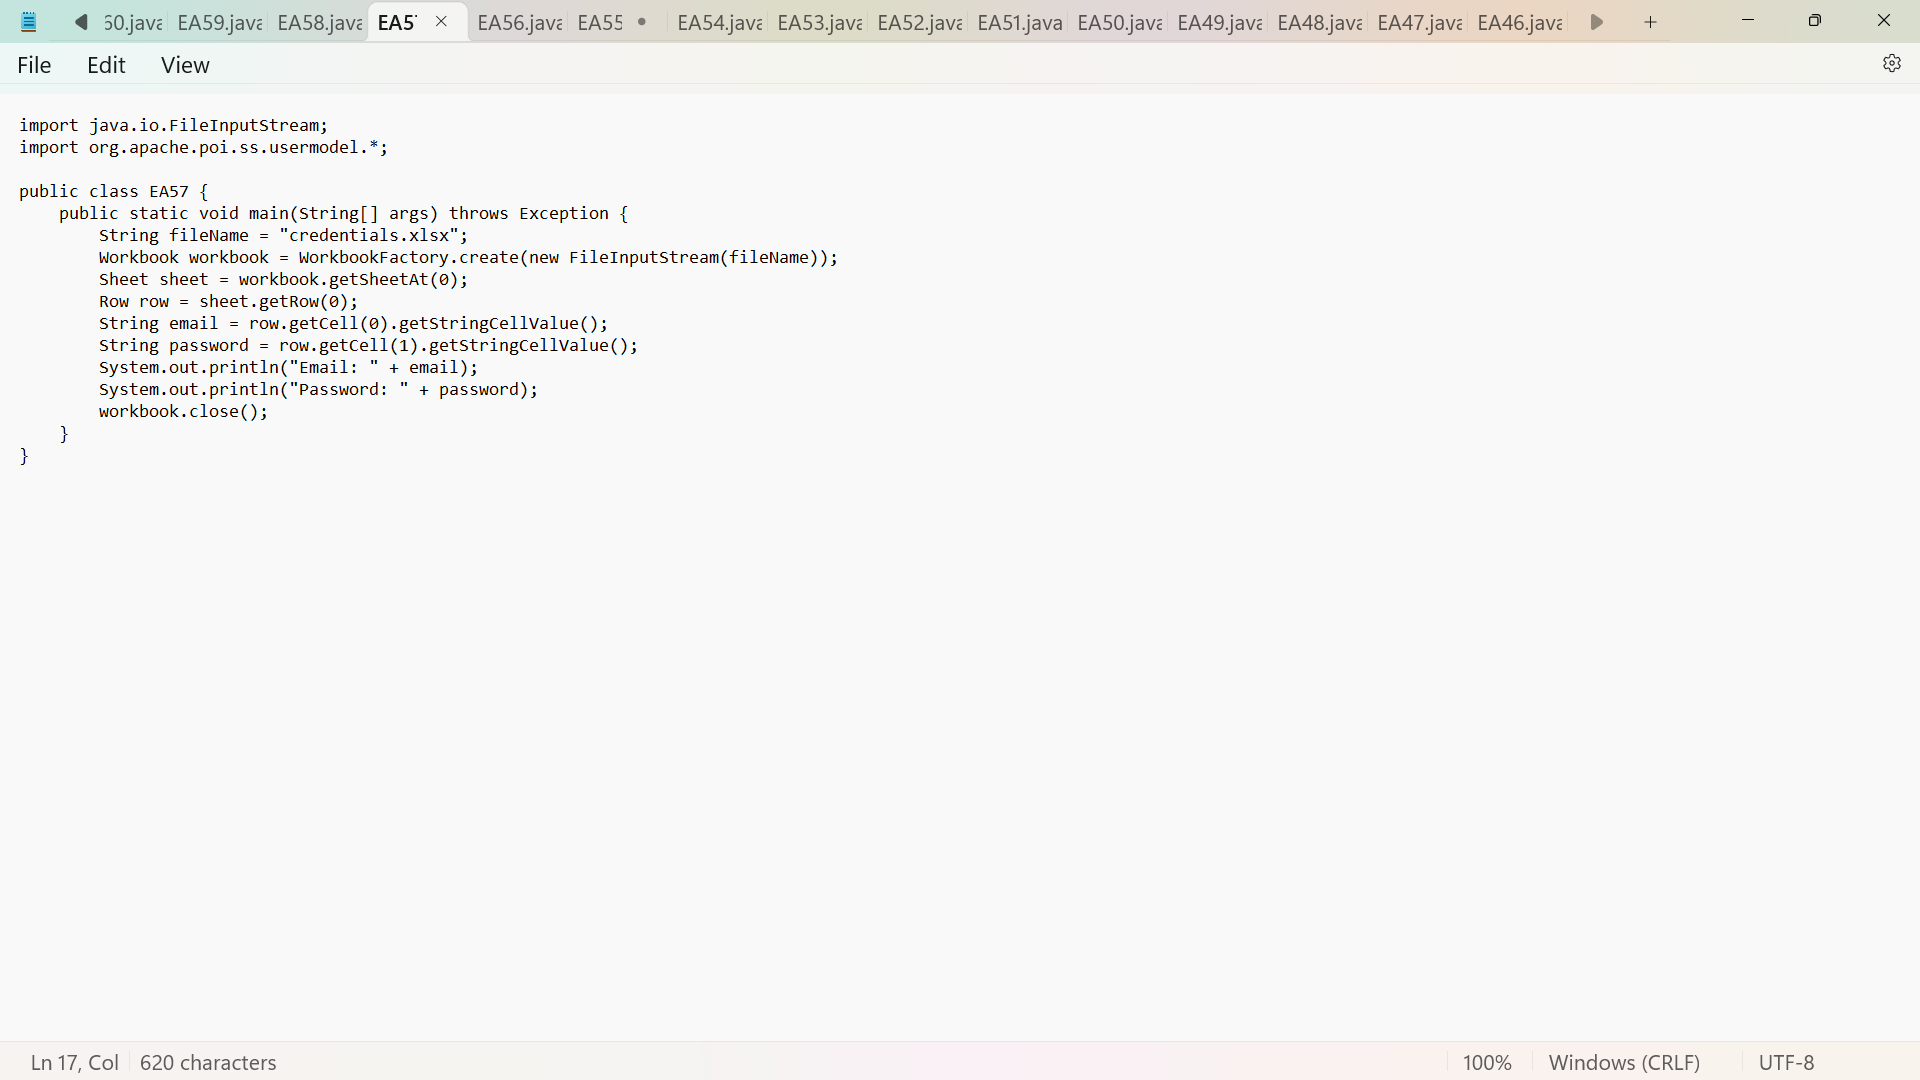 60.java EA59.java EA58.java EA57 EA56.java EA55 EA54.java EA53.java EA52.java EA51.java EA50.java EA49.java EA48.java EA47.java EA46.java
File Edit View
import java.io.FileInputStream;
import org.apache.poi.ss.usermodel.*;
public class EA57 {
    public static void main(String[] args) throws Exception {
        String fileName = "credentials.xlsx";
        Workbook workbook = WorkbookFactory.create(new FileInputStream(fileName));
        Sheet sheet = workbook.getSheetAt(0);
        Row row = sheet.getRow(0);
        String email = row.getCell(0).getStringCellValue();
        String password = row.getCell(1).getStringCellValue();
        System.out.println("Email: " + email);
        System.out.println("Password: " + password);
        workbook.close();
    }
}
Ln 17, Col 620 characters 100% Windows (CRLF) UTF-8